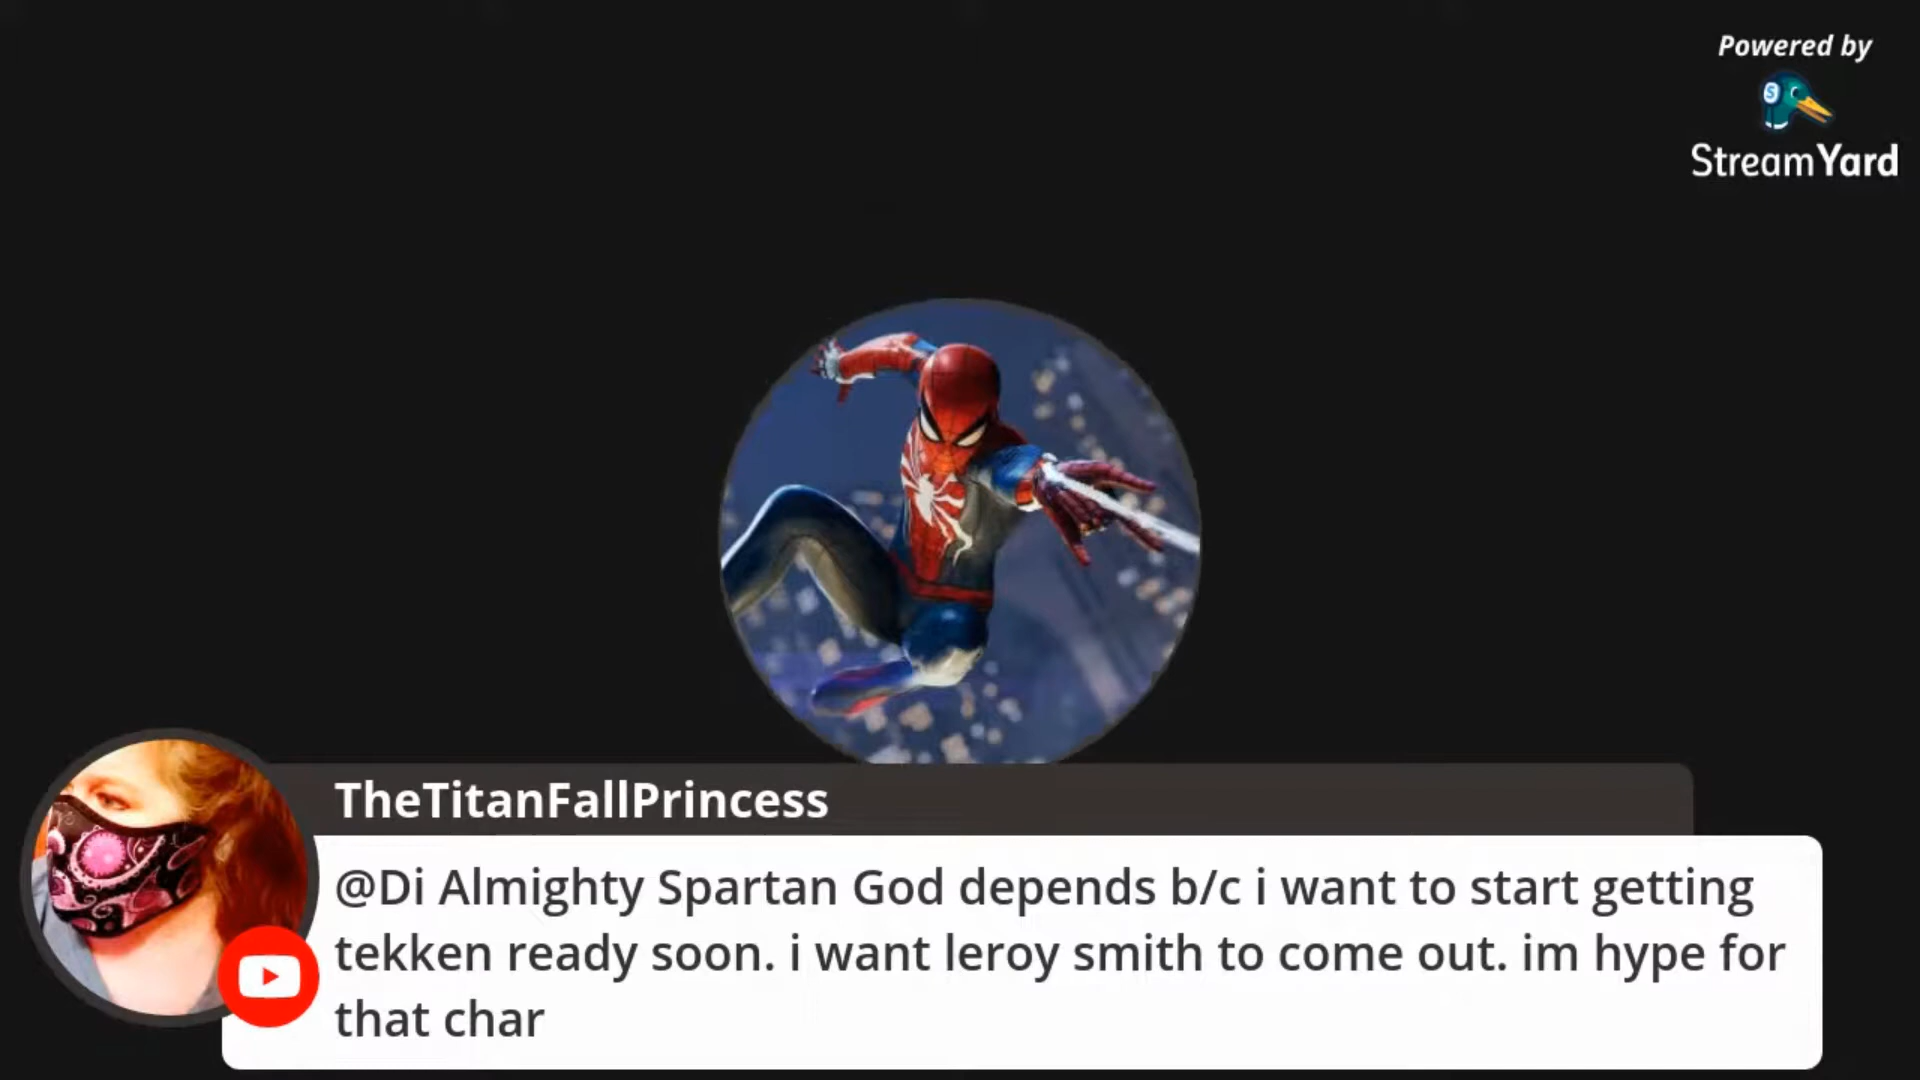 Powered by
StreamYard
TheTitanFallPrincess
@Di Almighty Spartan God depends b/c i want to start getting
tekken ready soon. i want leroy smith to come out. im hype for
that char